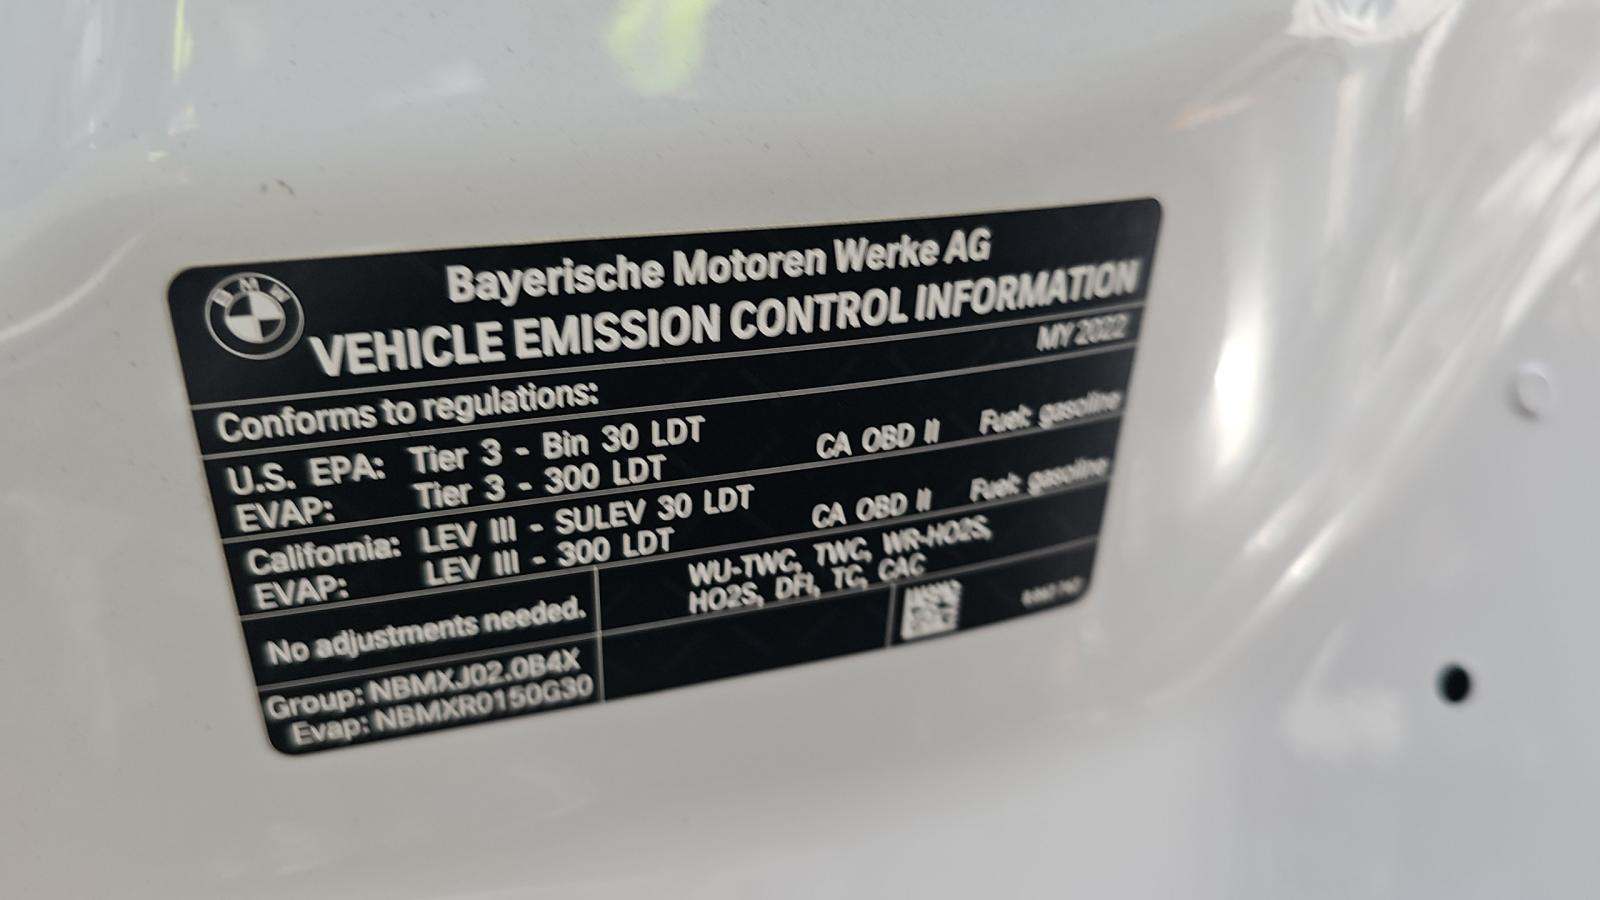 BMW
Bayerische Motoren Werke AG
VEHICLE EMISSION CONTROL INFORMATION
MY 2022
Conforms to regulations:
U.S. EPA: Tier 3 - Bin 30 LDT CA OBD II Fuel: gasoline
EVAP: Tier 3 - 300 LDT
California: LEV III - SULEV 30 LDT CA OBD II Fuel: gasoline
EVAP: LEV III - 300 LDT
No adjustments needed. WU-TWC, TWC, WR-HO2S,
HO2S, DFI, TC, CAC
Group: NBMXJ02.0B4X
Evap: NBMXR0150G30